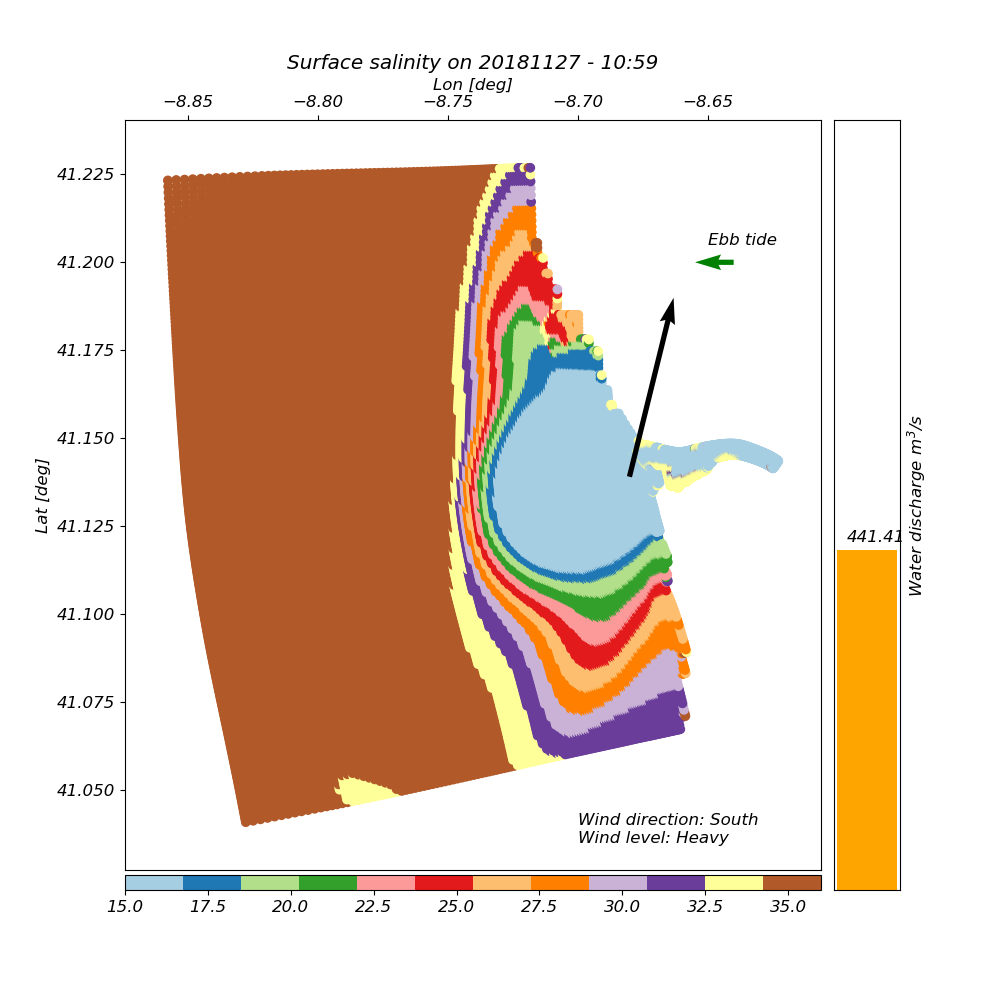 Surface salinity on 20181127 - 10:59
Lon [deg]
−8.85 −8.80 −8.75 −8.70 −8.65
41.225
41.200
41.175
41.150
41.125
41.100
41.075
41.050
Lat [deg]
Ebb tide
Wind direction: South
Wind level: Heavy
441.41
Water discharge m³/s
15.0 17.5 20.0 22.5 25.0 27.5 30.0 32.5 35.0